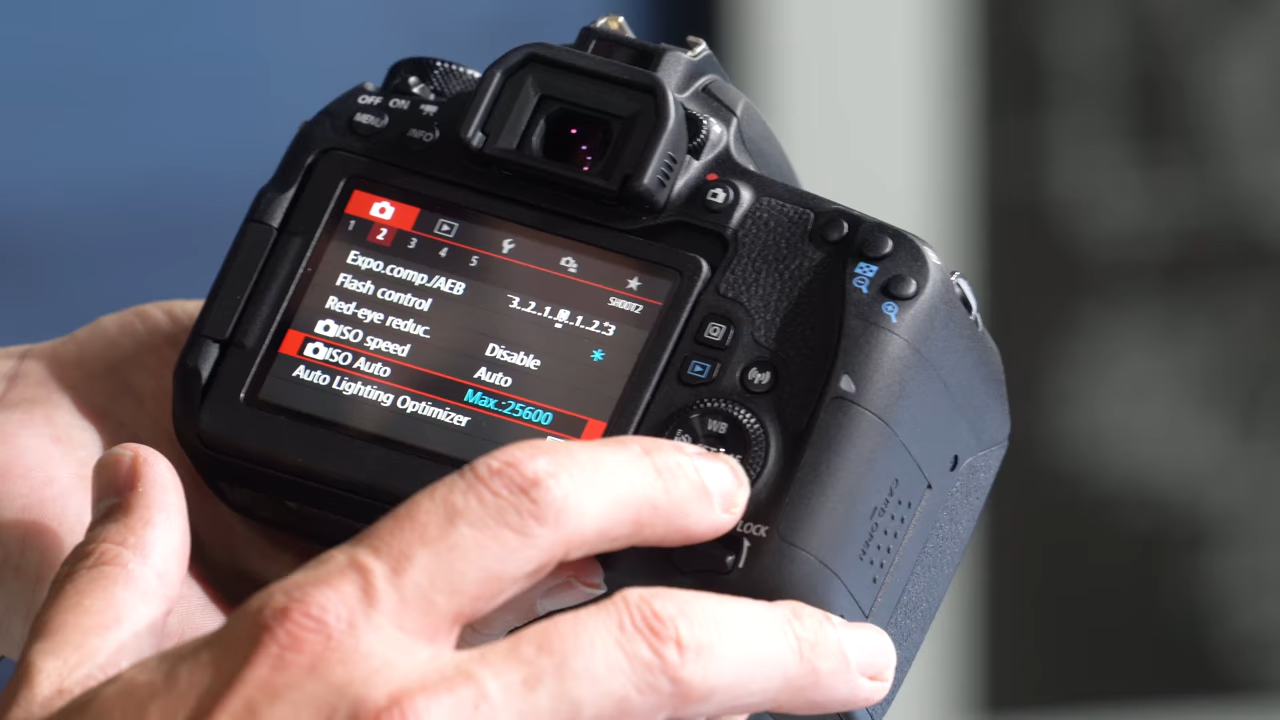 OFF ON
MENU INFO
1 2 3 4 5
SHOOT2
Expo.comp./AEB 3..2..1..0..1..2..3
Flash control
Red-eye reduc. Disable
ISO speed Auto
ISO Auto Max.:25600
Auto Lighting Optimizer
WB
LOCK
CARD OPEN